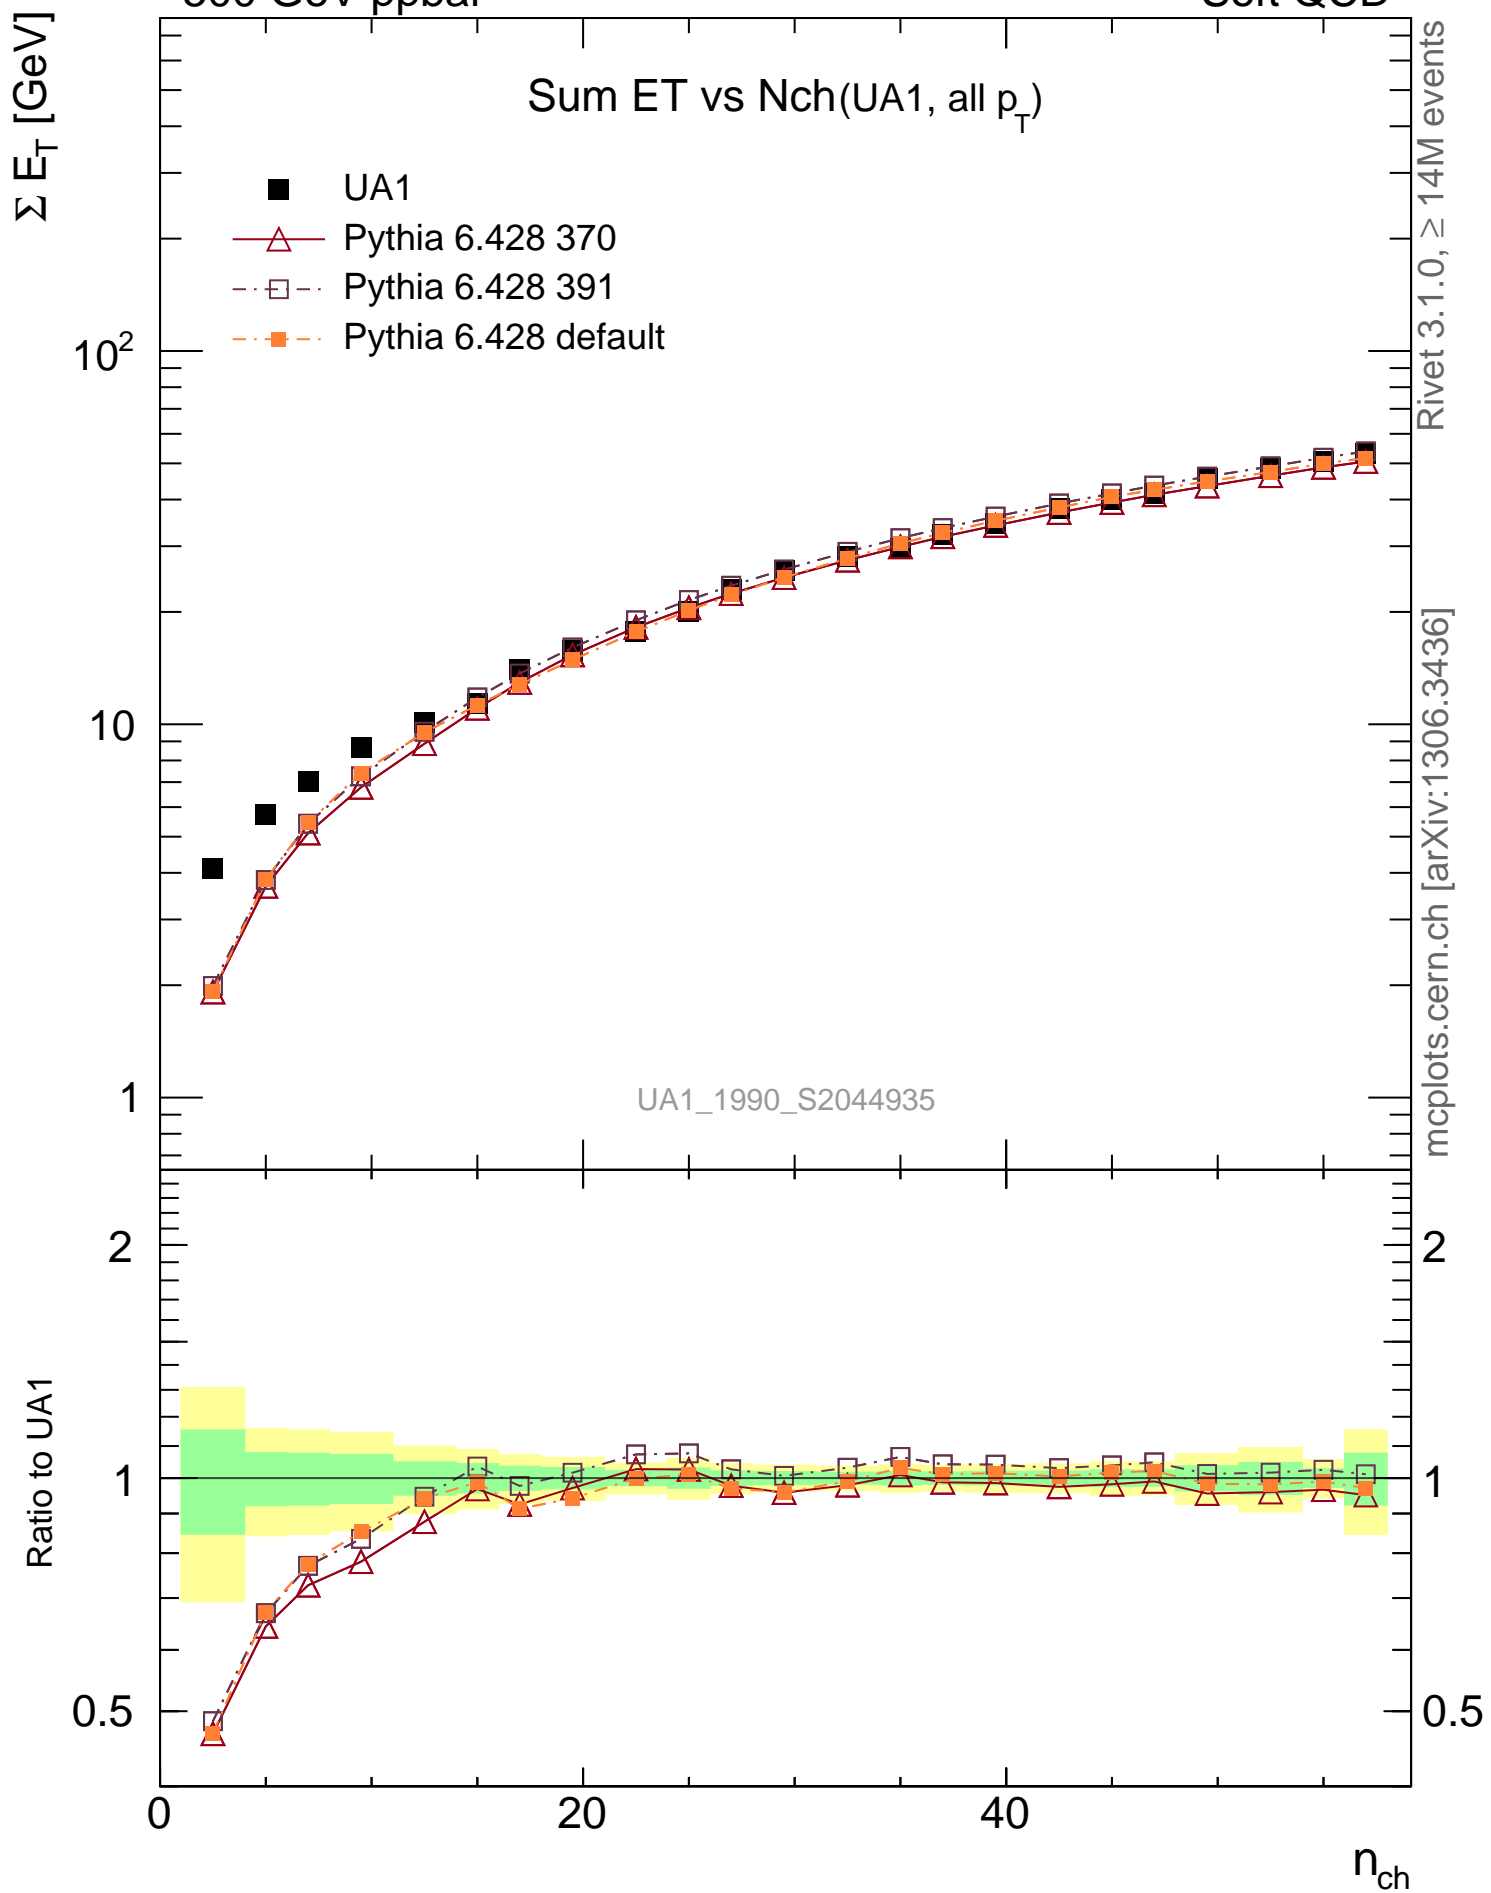 Sum ET vs Nch (UA1, all pT)
Σ ET [GeV]
UA1
Pythia 6.428 370
Pythia 6.428 391
Pythia 6.428 default
10²
10
1
UA1_1990_S2044935
Rivet 3.1.0, ≥ 14M events
mcplots.cern.ch [arXiv:1306.3436]
Ratio to UA1
2
1
0.5
2
1
0.5
0 20 40
nch